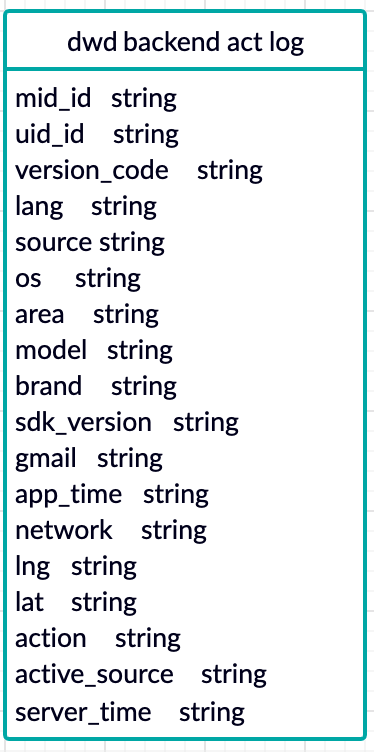 dwd backend act log
mid_id string
uid_id string
version_code string
lang string
source string
os string
area string
model string
brand string
sdk_version string
gmail string
app_time string
network string
lng string
lat string
action string
active_source string
server_time string